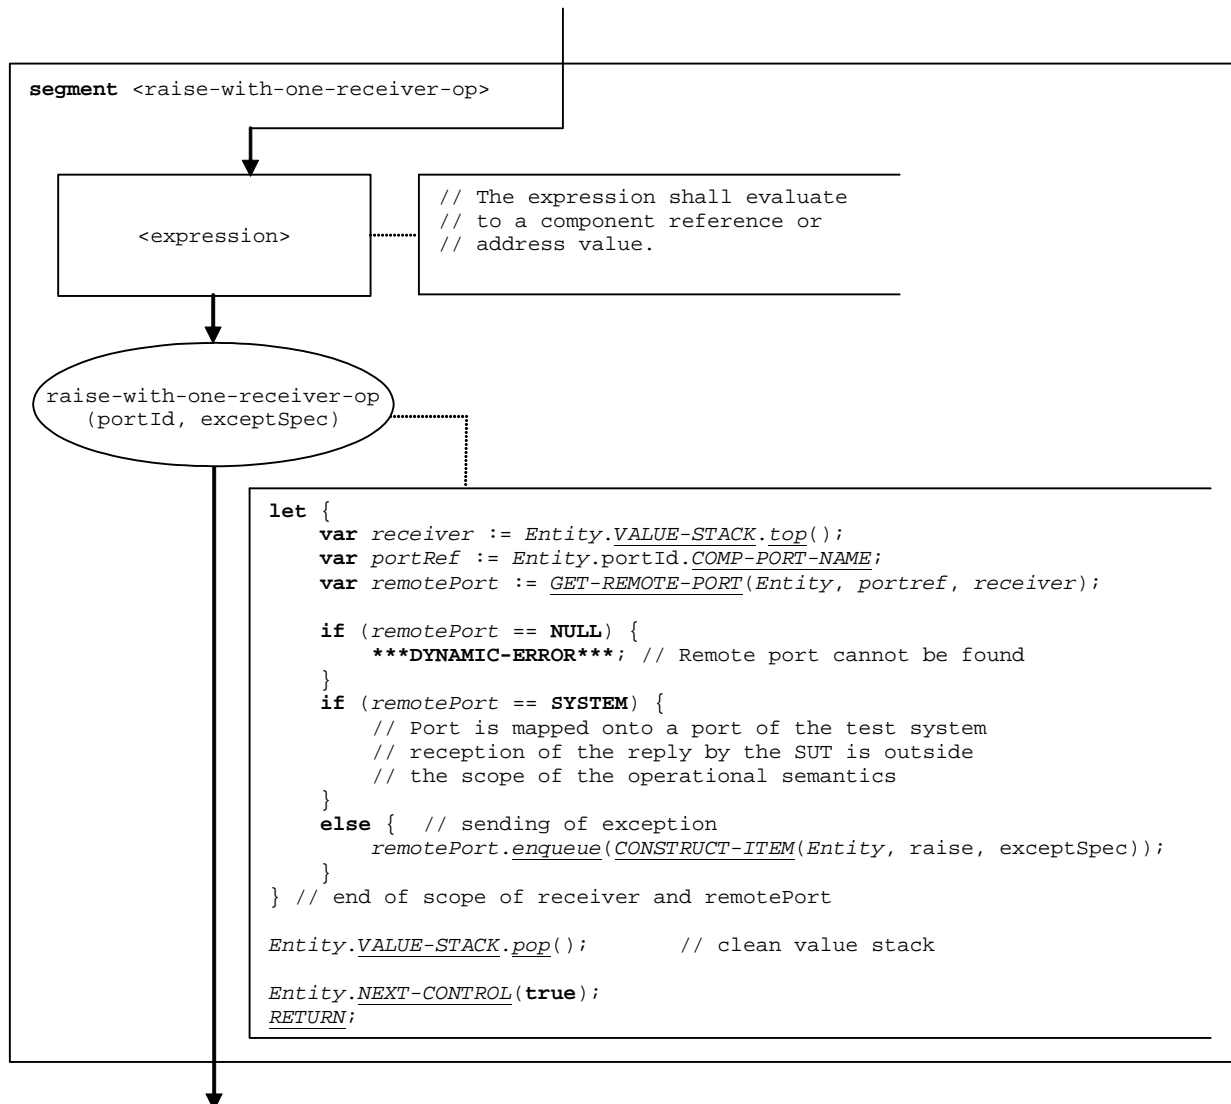 segment <raise-with-one-receiver-op>
<expression>
// The expression shall evaluate
// to a component reference or
// address value.
raise-with-one-receiver-op
(portId, exceptSpec)
let {
var receiver := Entity.VALUE-STACK.top();
var portRef := Entity.portId.COMP-PORT-NAME;
var remotePort := GET-REMOTE-PORT(Entity, portref, receiver);
if (remotePort == NULL) {
***DYNAMIC-ERROR***; // Remote port cannot be found
}
if (remotePort == SYSTEM) {
// Port is mapped onto a port of the test system
// reception of the reply by the SUT is outside
// the scope of the operational semantics
}
else { // sending of exception
remotePort.enqueue(CONSTRUCT-ITEM(Entity, raise, exceptSpec));
}
} // end of scope of receiver and remotePort
Entity.VALUE-STACK.pop(); // clean value stack
Entity.NEXT-CONTROL(true);
RETURN;